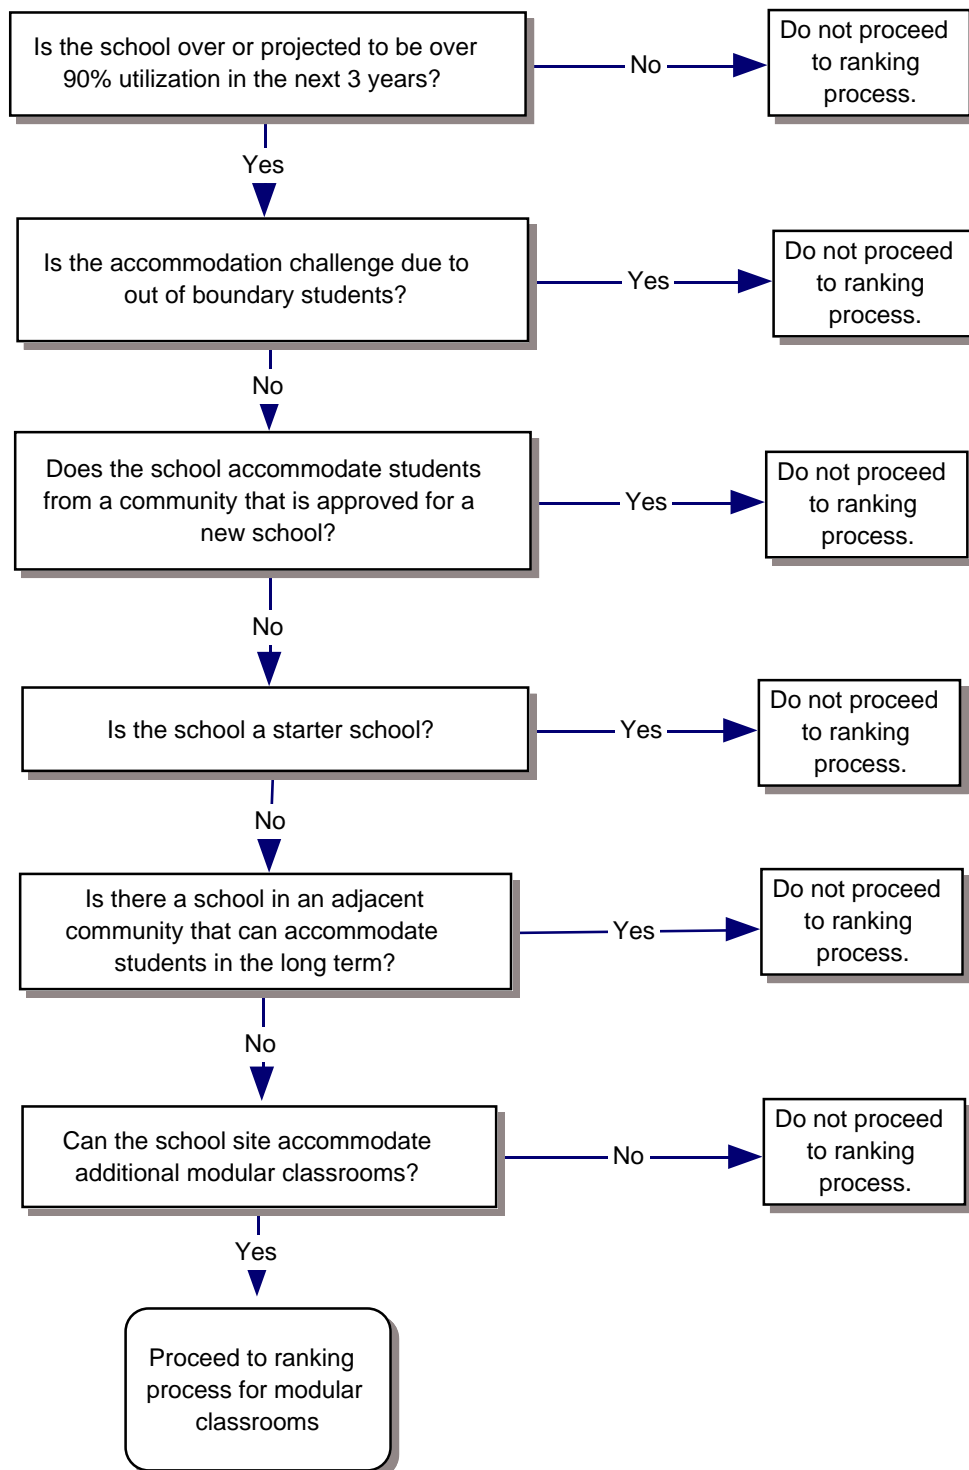 Is the school over or projected to be over
90% utilization in the next 3 years?
No
Do not proceed
to ranking
process.
Yes
Is the accommodation challenge due to
out of boundary students?
Yes
Do not proceed
to ranking
process.
No
Does the school accommodate students
from a community that is approved for a
new school?
Yes
Do not proceed
to ranking
process.
No
Is the school a starter school?
Yes
Do not proceed
to ranking
process.
No
Is there a school in an adjacent
community that can accommodate
students in the long term?
Yes
Do not proceed
to ranking
process.
No
Can the school site accommodate
additional modular classrooms?
No
Do not proceed
to ranking
process.
Yes
Proceed to ranking
process for modular
classrooms